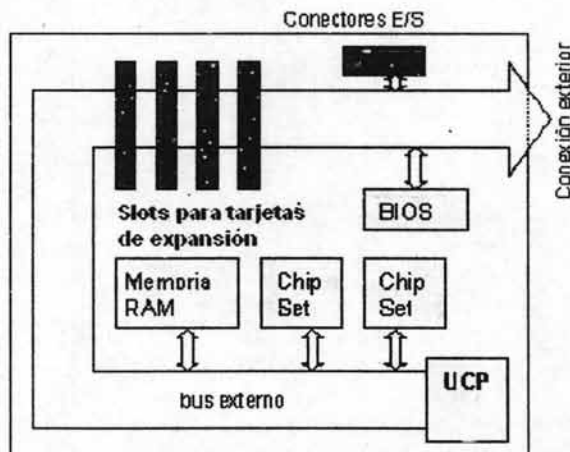 Conectores E/S
Conexión exterior
Slots para tarjetas
de expansión
BIOS
Memoria
RAM
Chip
Set
Chip
Set
UCP
bus externo